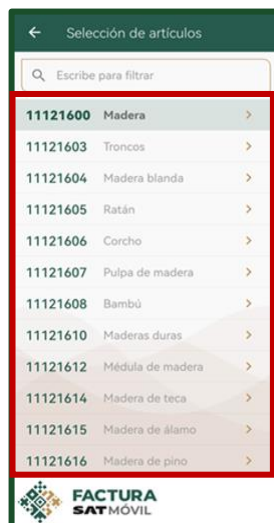 ← Selección de artículos
Escribe para filtrar
11121600 Madera >
11121603 Troncos >
11121604 Madera blanda >
11121605 Ratán >
11121606 Corcho >
11121607 Pulpa de madera >
11121608 Bambú >
11121610 Maderas duras >
11121612 Médula de madera >
11121614 Madera de teca >
11121615 Madera de álamo >
11121616 Madera de pino >
FACTURA
SAT MÓVIL